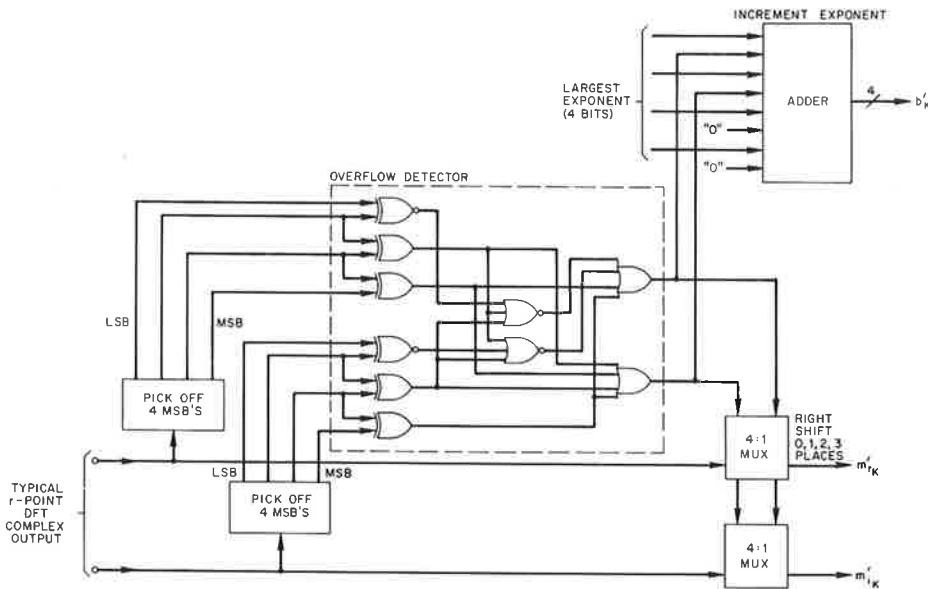 INCREMENT EXPONENT
LARGEST
EXPONENT
(4 BITS)
ADDER
4
b'K
"O"
"O"
OVERFLOW DETECTOR
LSB
MSB
PICK OFF
4 MSB'S
LSB
MSB
PICK OFF
4 MSB'S
TYPICAL
r-POINT
DFT
COMPLEX
OUTPUT
4:1
MUX
RIGHT
SHIFT
0,1,2,3
PLACES
m'rK
4:1
MUX
m'iK